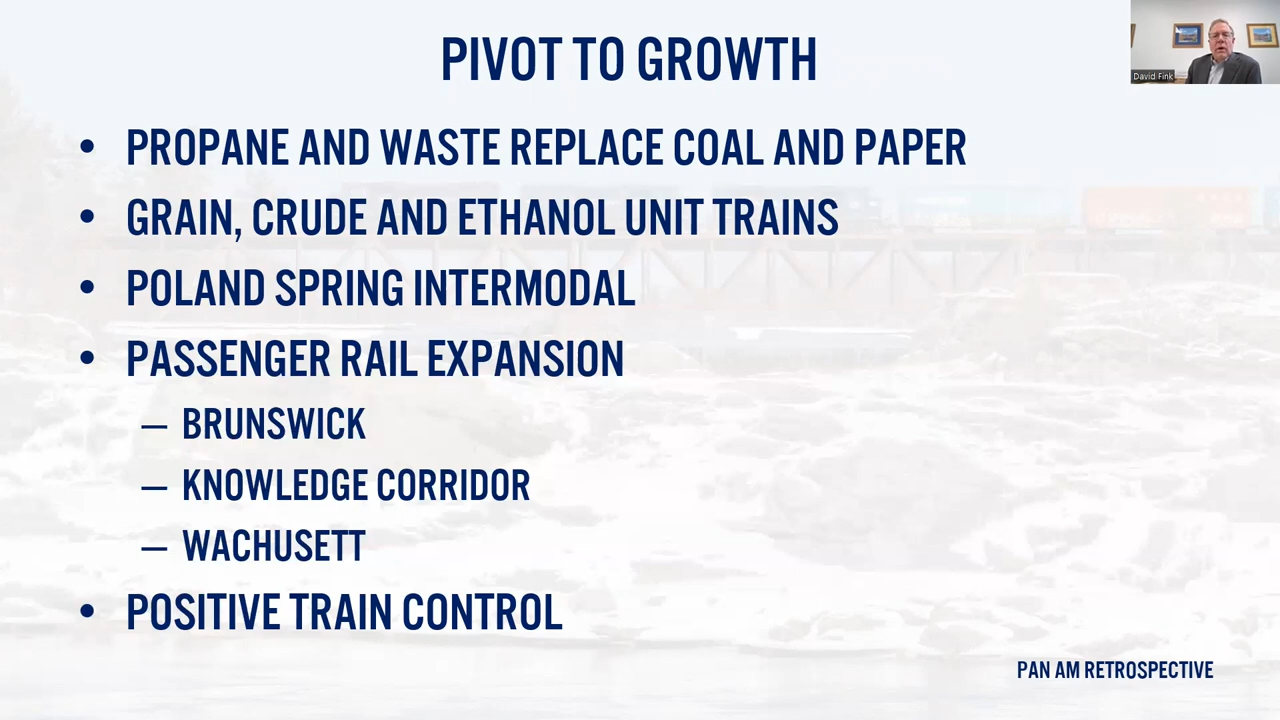 PIVOT TO GROWTH
David Fink
• PROPANE AND WASTE REPLACE COAL AND PAPER
• GRAIN, CRUDE AND ETHANOL UNIT TRAINS
• POLAND SPRING INTERMODAL
• PASSENGER RAIL EXPANSION
– BRUNSWICK
– KNOWLEDGE CORRIDOR
– WACHUSETT
• POSITIVE TRAIN CONTROL
PAN AM RETROSPECTIVE